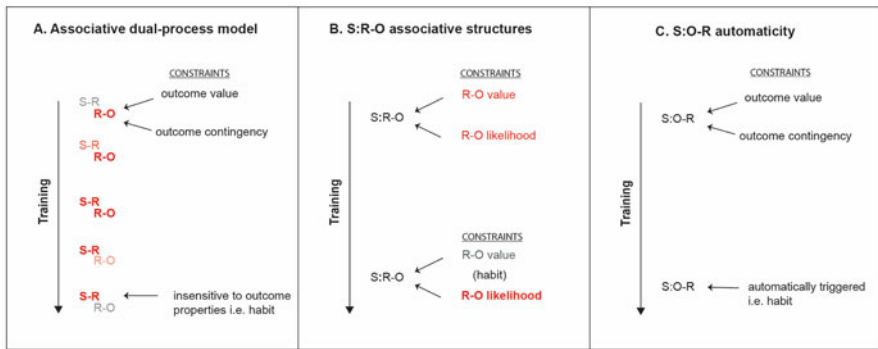 A. Associative dual-process model
CONSTRAINTS
S-R
outcome value
R-O
outcome contingency
S-R
R-O
S-R
R-O
S-R
R-O
S-R
insensitive to outcome
R-O
properties i.e. habit
Training
B. S:R-O associative structures
CONSTRAINTS
R-O value
S:R-O
R-O likelihood
CONSTRAINTS
R-O value
S:R-O
(habit)
R-O likelihood
Training
C. S:O-R automaticity
CONSTRAINTS
outcome value
S:O-R
outcome contingency
S:O-R
automatically triggered
i.e. habit
Training